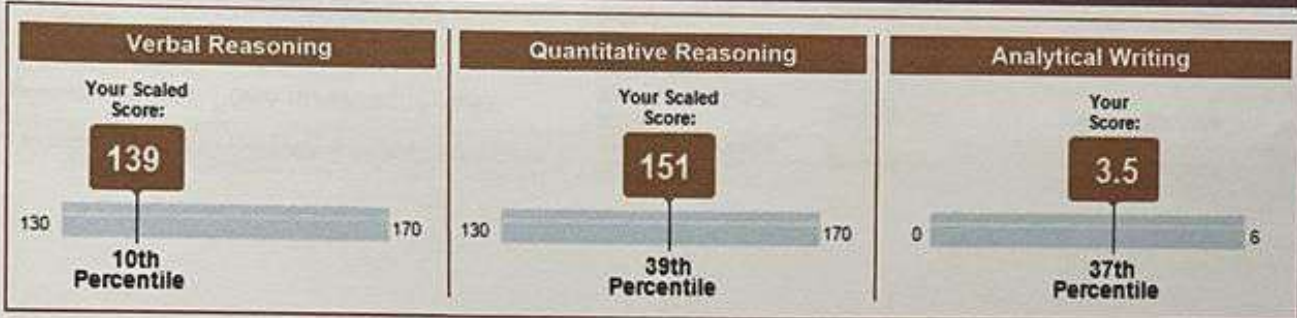 Verbal Reasoning
Your Scaled
Score:
139
130
170
10th
Percentile
Quantitative Reasoning
Your Scaled
Score:
151
130
170
39th
Percentile
Analytical Writing
Your
Score:
3.5
0
6
37th
Percentile